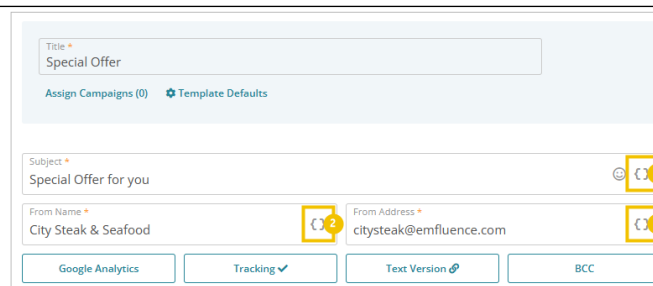 Title *
Special Offer
Assign Campaigns (0) Template Defaults
Subject *
Special Offer for you
{}
From Name *
City Steak & Seafood
{} 2
From Address *
citysteak@emfluence.com
{}
Google Analytics
Tracking
Text Version
BCC